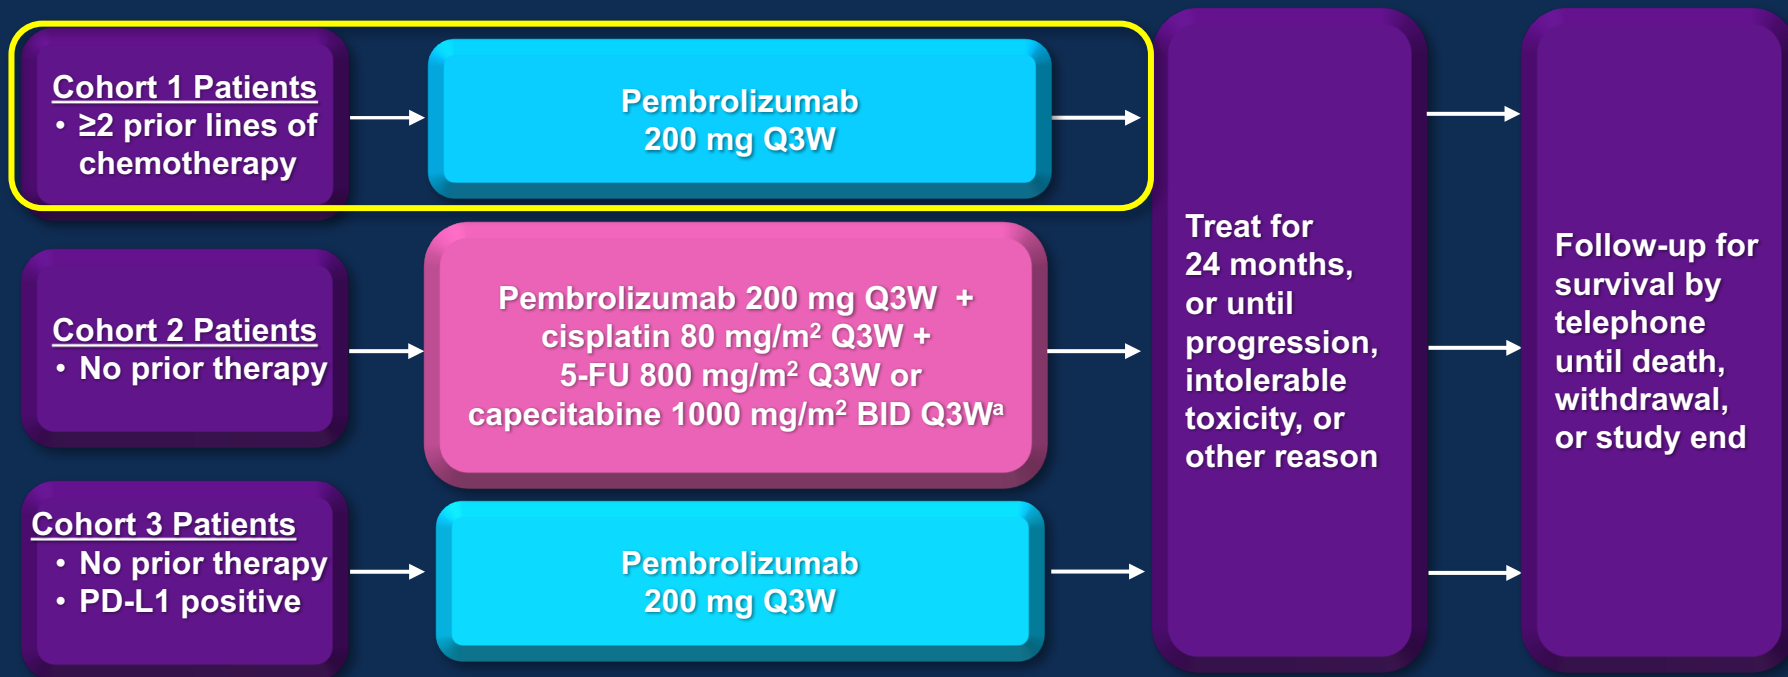 Cohort 1 Patients
• ≥2 prior lines of
chemotherapy
Pembrolizumab
200 mg Q3W
Cohort 2 Patients
• No prior therapy
Pembrolizumab 200 mg Q3W +
cisplatin 80 mg/m² Q3W +
5-FU 800 mg/m² Q3W or
capecitabine 1000 mg/m² BID Q3Wᵃ
Cohort 3 Patients
• No prior therapy
• PD-L1 positive
Pembrolizumab
200 mg Q3W
Treat for
24 months,
or until
progression,
intolerable
toxicity, or
other reason
Follow-up for
survival by
telephone
until death,
withdrawal,
or study end